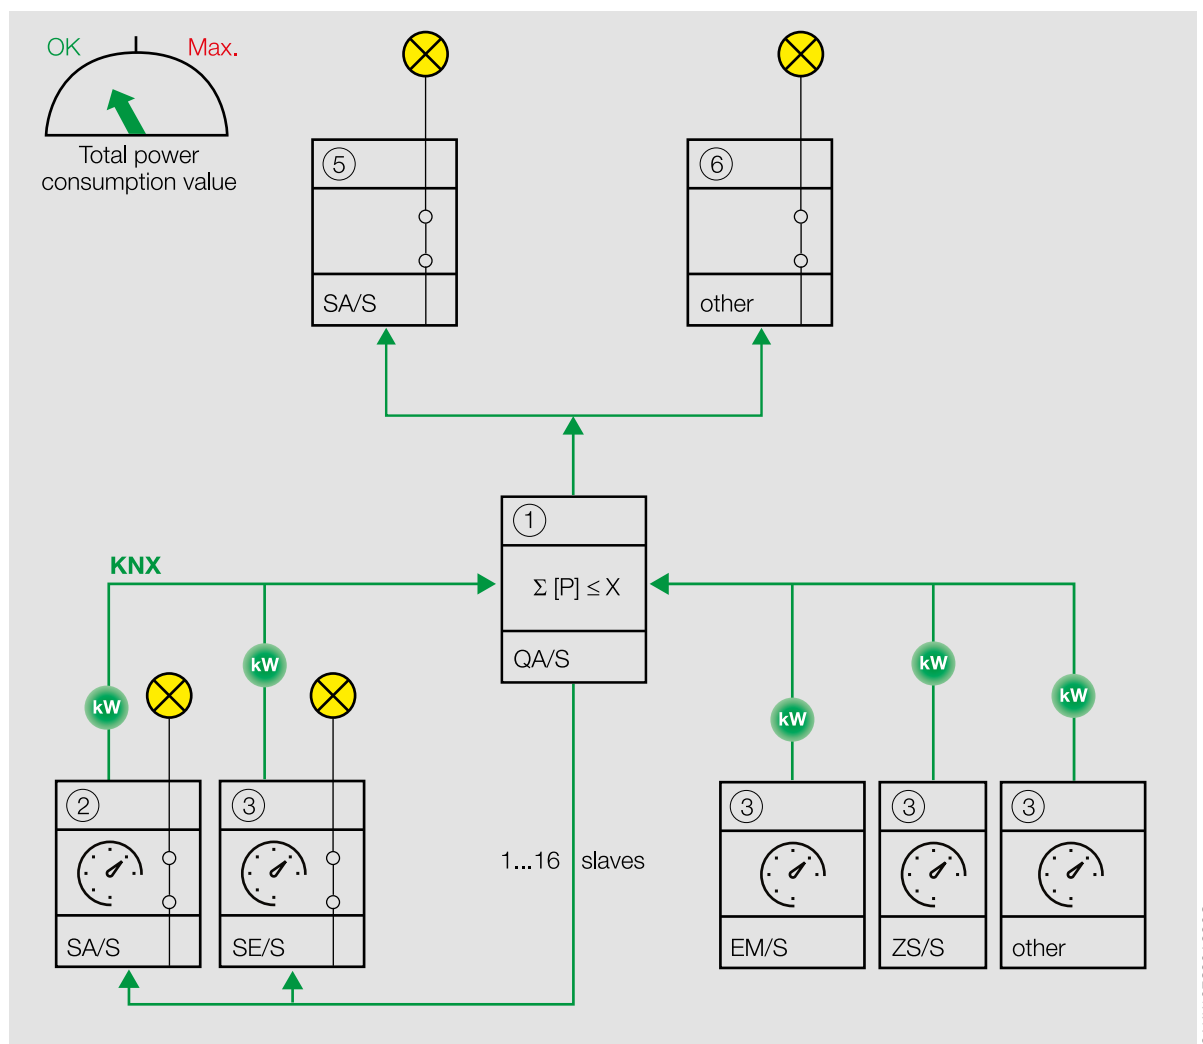 OK
Max.
Total power
consumption value
5
SA/S
6
other
1
Σ [P] ≤ X
QA/S
KNX
kW
kW
kW
kW
kW
2
SA/S
3
SE/S
1...16 slaves
3
EM/S
3
ZS/S
3
other